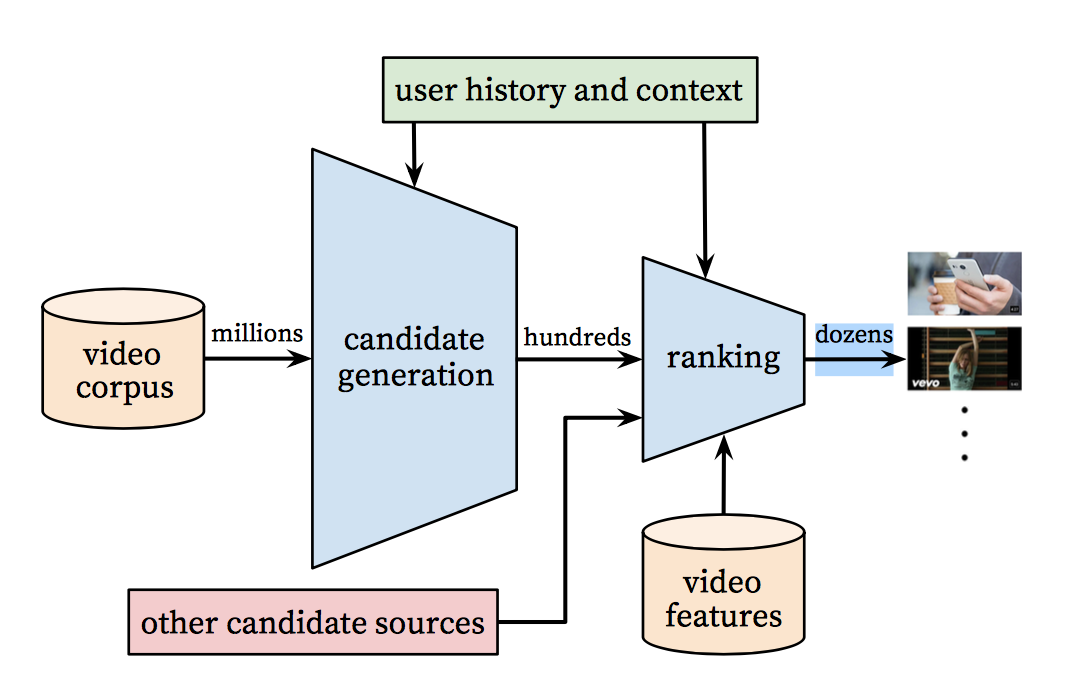 user history and context
video
corpus
millions
candidate
generation
hundreds
ranking
dozens
vevo
other candidate sources
video
features